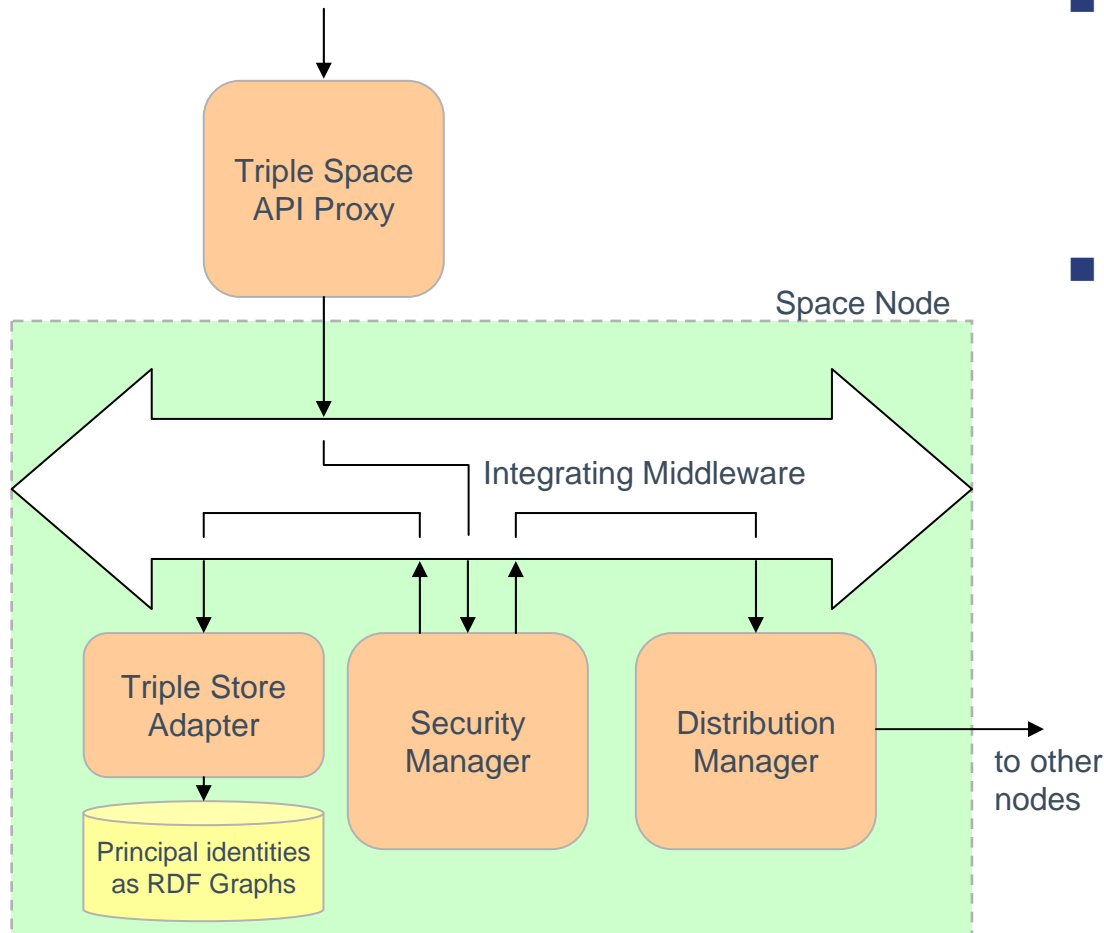 Triple Space
API Proxy
Space Node
Integrating Middleware
Triple Store
Adapter
Security
Manager
Distribution
Manager
to other
nodes
Principal identities
as RDF Graphs